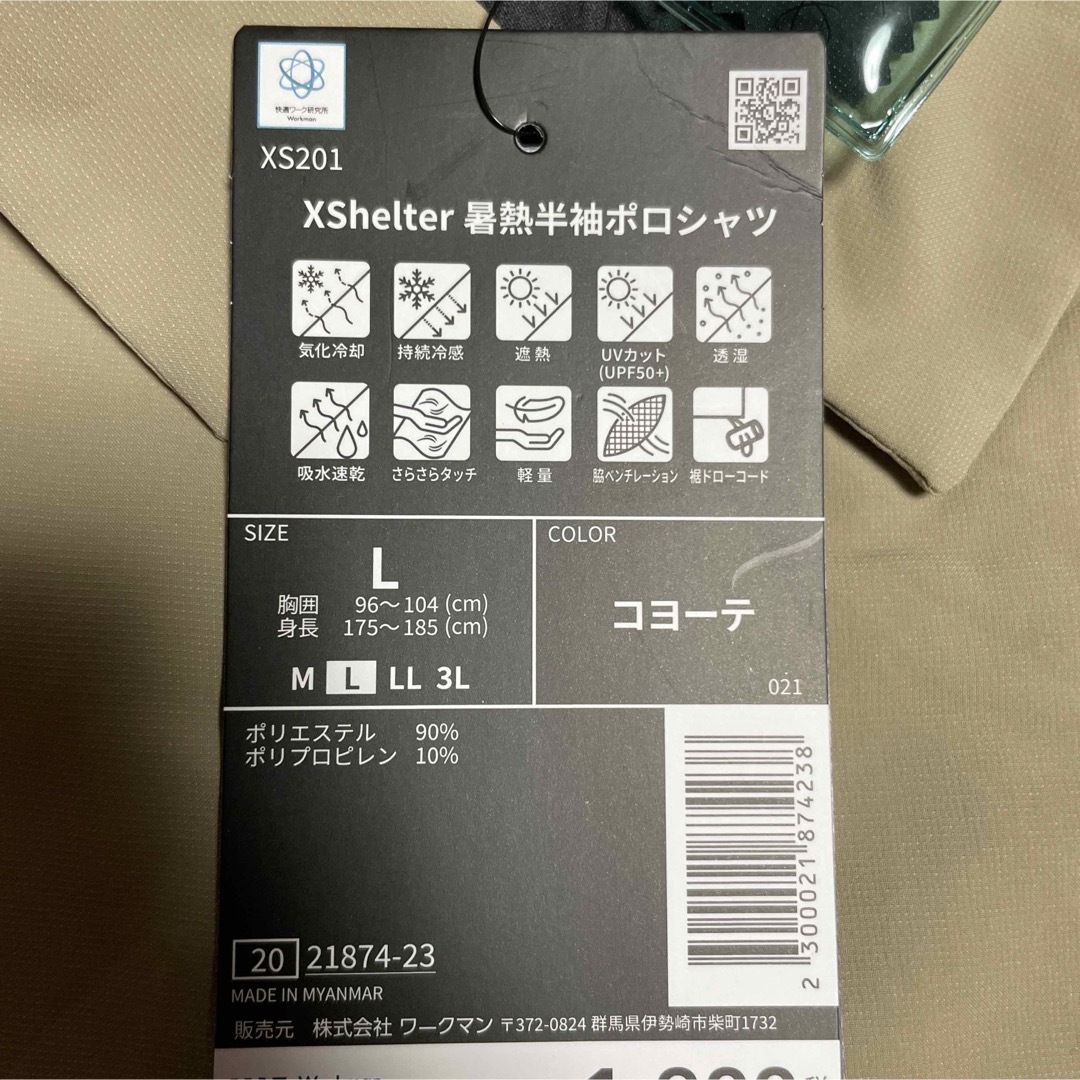 快適ワーク研究所
Workman
XS201
XShelter 暑熱半袖ポロシャツ
気化冷却 持続冷感 遮熱 UVカット (UPF50+) 透湿
吸水速乾 さらさらタッチ 軽量 脇ベンチレーション 裾ドローコード
SIZE
L
胸囲 96〜104 (cm)
身長 175〜185 (cm)
M L LL 3L
COLOR
コヨーテ
021
ポリエステル 90%
ポリプロピレン 10%
2300021874238
20 21874-23
MADE IN MYANMAR
販売元 株式会社 ワークマン 〒372-0824 群馬県伊勢崎市柴町1732